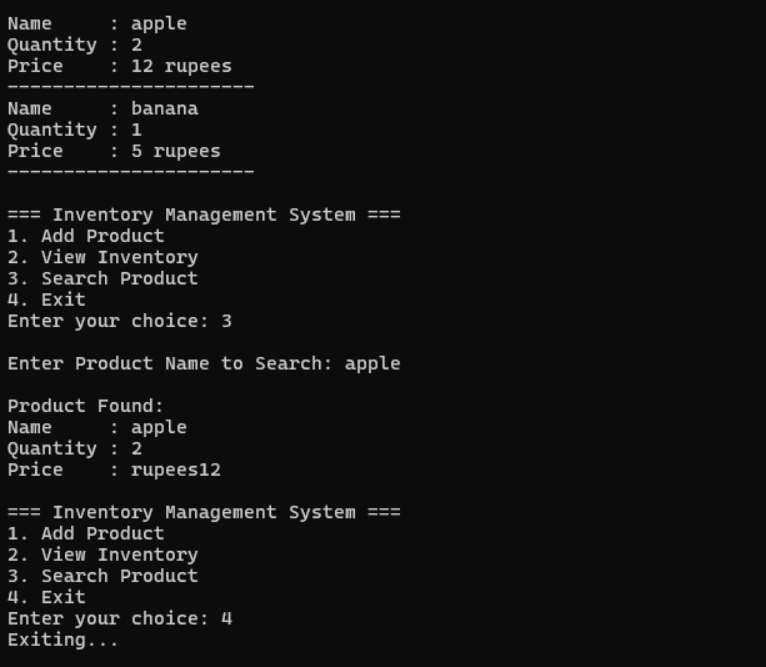 Name     : apple
Quantity : 2
Price    : 12 rupees
----------------------
Name     : banana
Quantity : 1
Price    : 5 rupees
----------------------
=== Inventory Management System ===
1. Add Product
2. View Inventory
3. Search Product
4. Exit
Enter your choice: 3
Enter Product Name to Search: apple
Product Found:
Name     : apple
Quantity : 2
Price    : rupees12
=== Inventory Management System ===
1. Add Product
2. View Inventory
3. Search Product
4. Exit
Enter your choice: 4
Exiting...